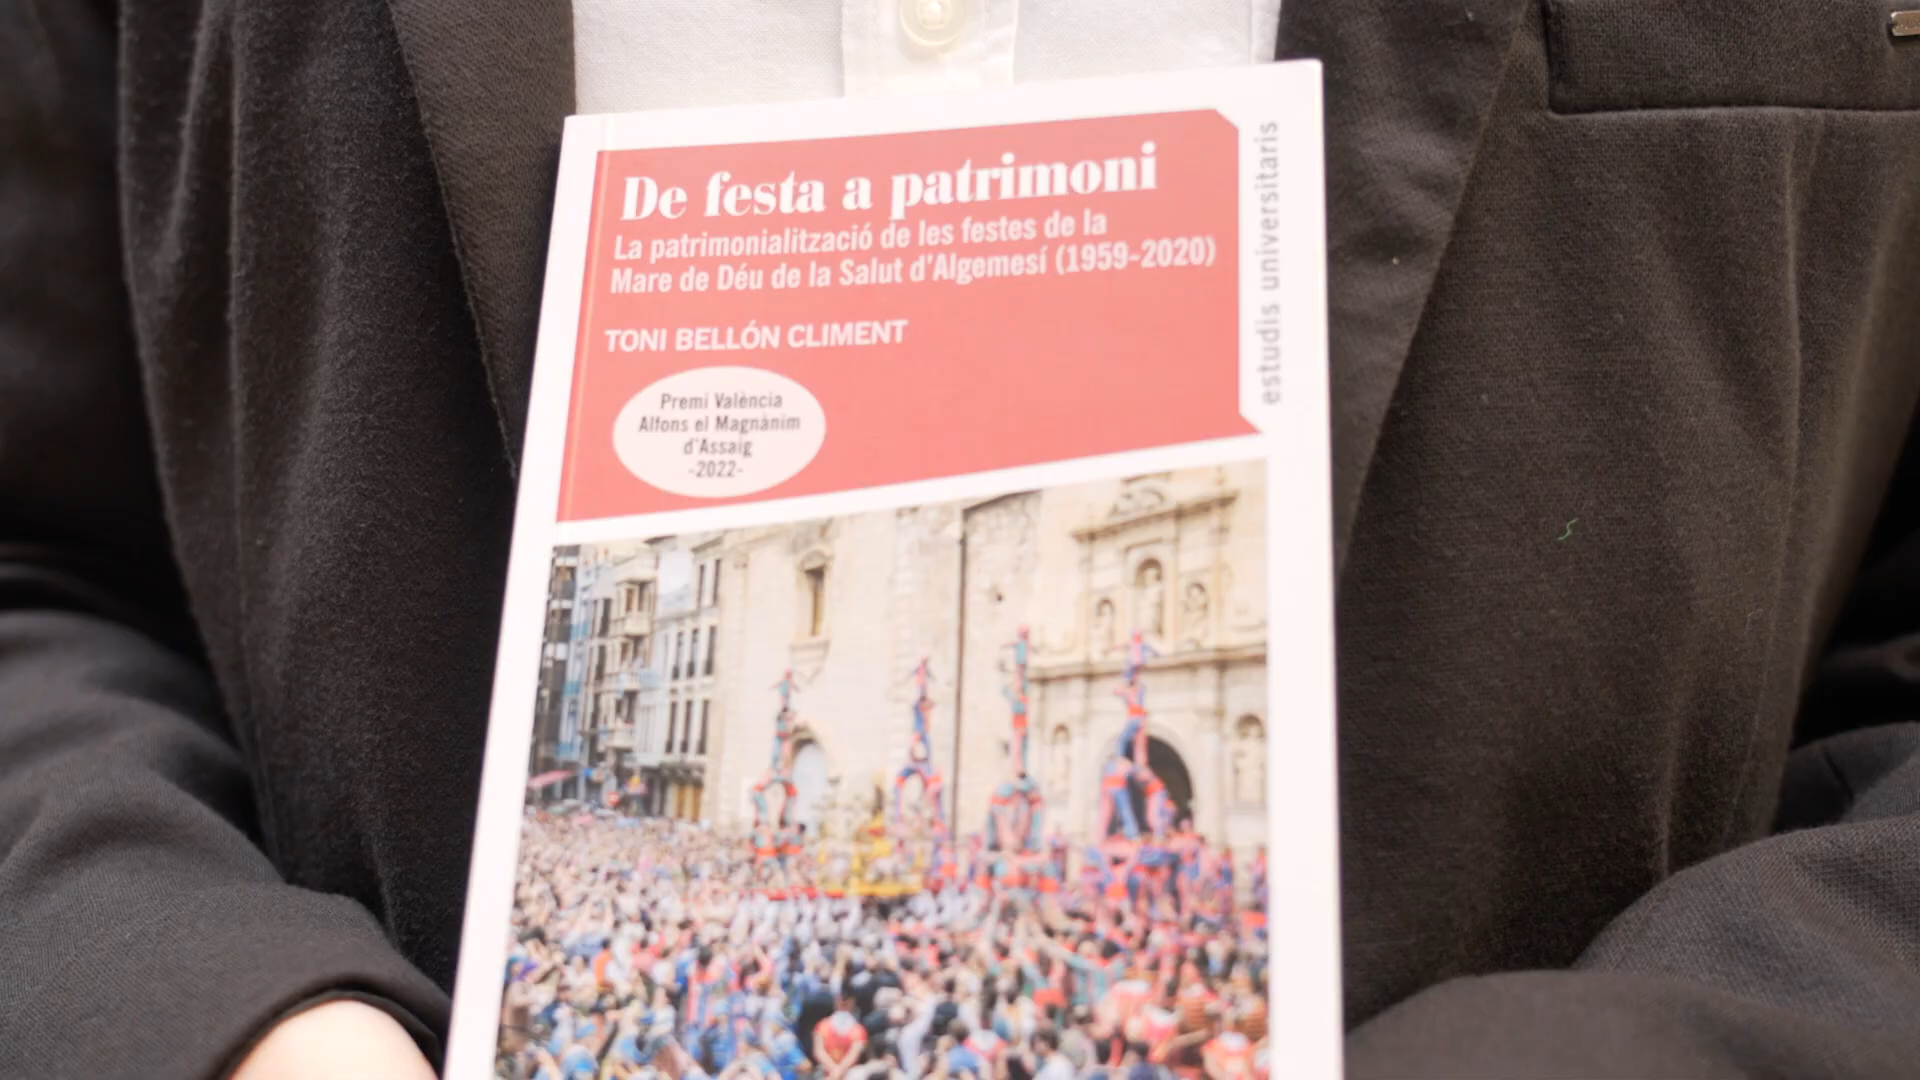 De festa a patrimoni
La patrimonialització de les festes de la
Mare de Déu de la Salut d'Algemesí (1959-2020)
TONI BELLÓN CLIMENT
Premi València
Alfons el Magnànim
d'Assaig
-2022-
estudis universitaris